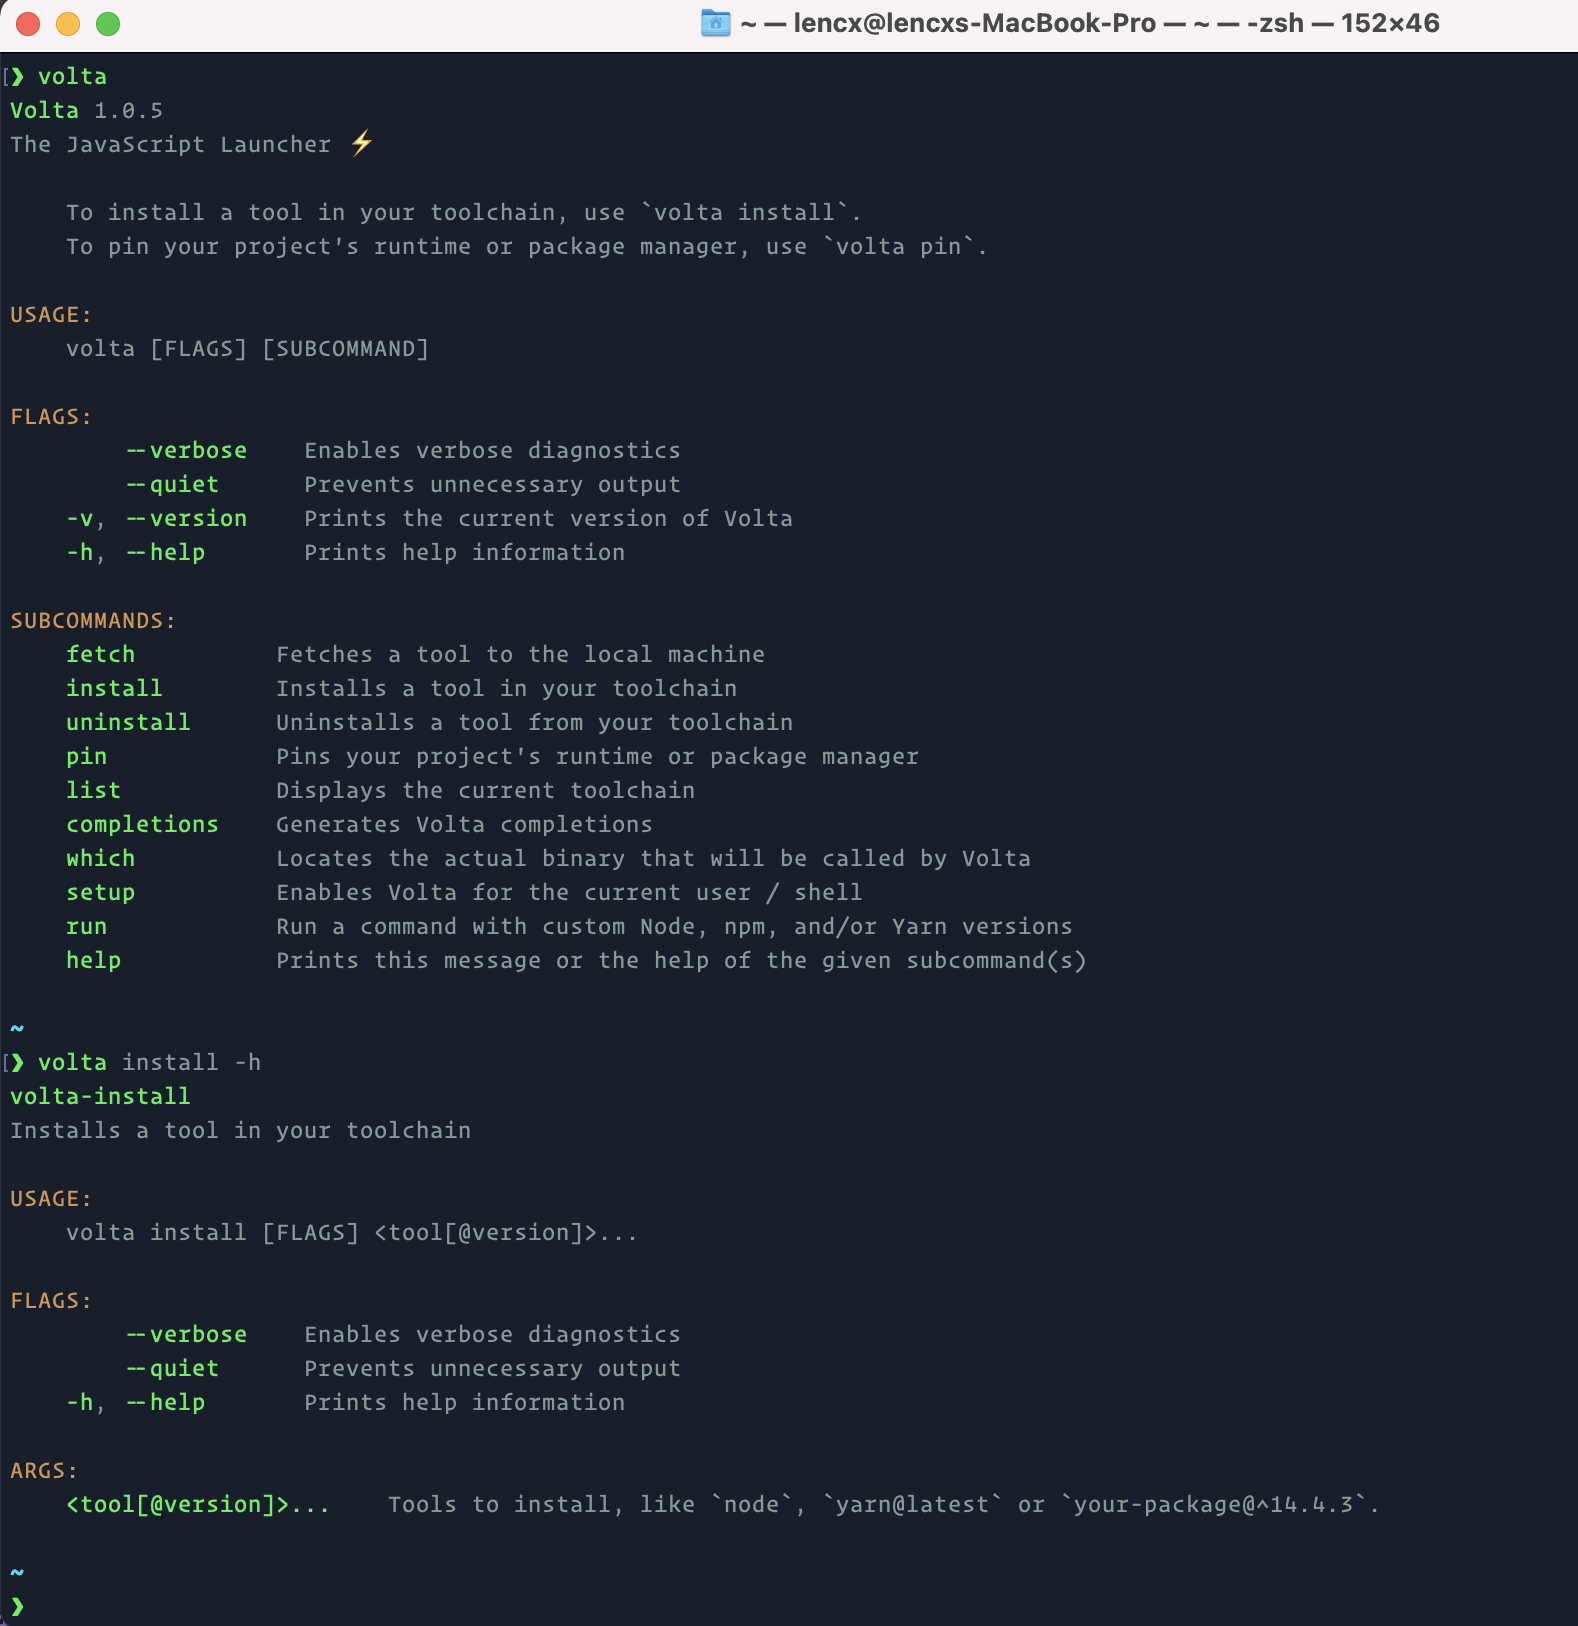 ~ — lencx@lencxs-MacBook-Pro — ~ — -zsh — 152×46
[❯ volta
Volta 1.0.5
The JavaScript Launcher ⚡

    To install a tool in your toolchain, use `volta install`.
    To pin your project's runtime or package manager, use `volta pin`.

USAGE:
    volta [FLAGS] [SUBCOMMAND]

FLAGS:
        --verbose    Enables verbose diagnostics
        --quiet      Prevents unnecessary output
    -v, --version    Prints the current version of Volta
    -h, --help       Prints help information

SUBCOMMANDS:
    fetch          Fetches a tool to the local machine
    install        Installs a tool in your toolchain
    uninstall      Uninstalls a tool from your toolchain
    pin            Pins your project's runtime or package manager
    list           Displays the current toolchain
    completions    Generates Volta completions
    which          Locates the actual binary that will be called by Volta
    setup          Enables Volta for the current user / shell
    run            Run a command with custom Node, npm, and/or Yarn versions
    help           Prints this message or the help of the given subcommand(s)

~
[❯ volta install -h
volta-install
Installs a tool in your toolchain

USAGE:
    volta install [FLAGS] <tool[@version]>...

FLAGS:
        --verbose    Enables verbose diagnostics
        --quiet      Prevents unnecessary output
    -h, --help       Prints help information

ARGS:
    <tool[@version]>...    Tools to install, like `node`, `yarn@latest` or `your-package@^14.4.3`.

~
❯